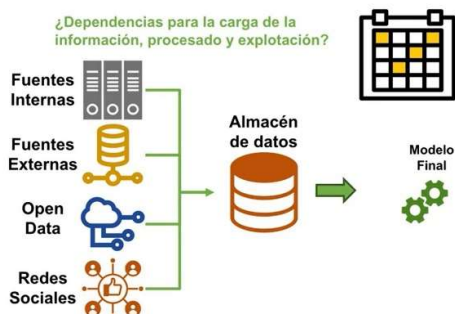 ¿Dependencias para la carga de la
información, procesado y explotación?
Fuentes
Internas
Fuentes
Externas
Open
Data
Redes
Sociales
Almacén
de datos
Modelo
Final